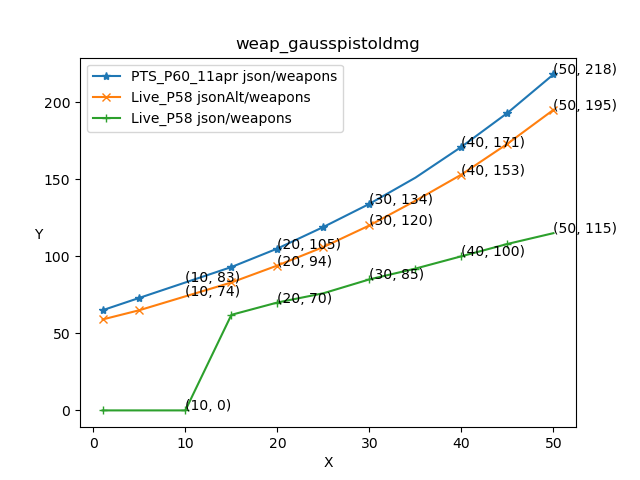 weap_gausspistoldmg
PTS_P60_11apr json/weapons
Live_P58 jsonAlt/weapons
Live_P58 json/weapons
(50, 218)
(50, 195)
(40, 171)
(40, 153)
(30, 134)
(30, 120)
(50, 115)
(20, 105)
(40, 100)
(20, 94)
(10, 83)
(30, 85)
(10, 74)
(20, 70)
(10, 0)
200
150
100
50
0
Y
0 10 20 30 40 50
X